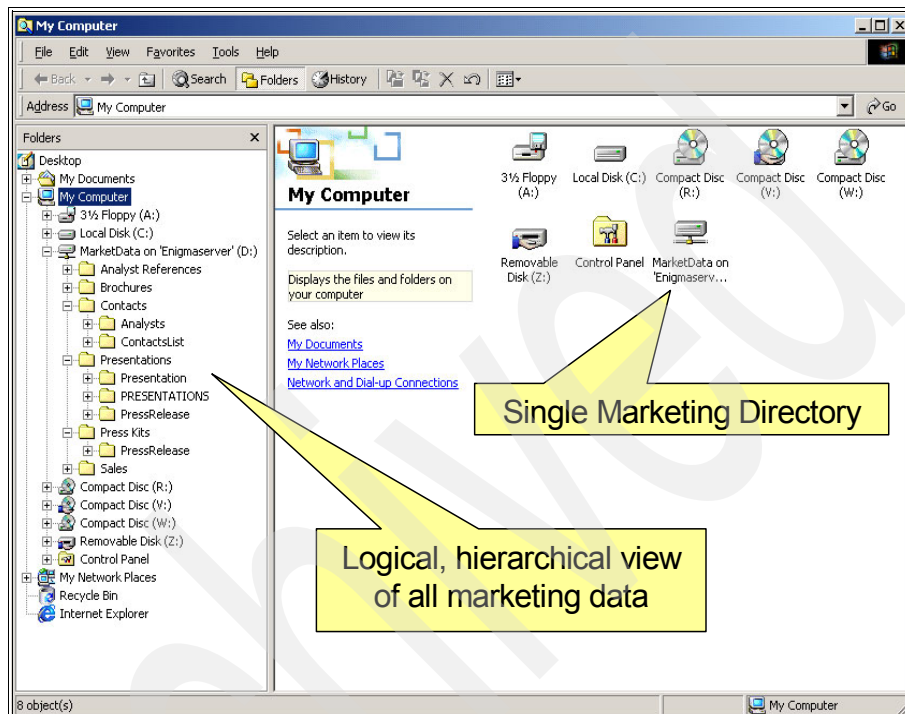 My Computer
File Edit View Favorites Tools Help
Back Search Folders History
Address My Computer Go
Folders x
Desktop
My Documents
My Computer
3½ Floppy (A:)
Local Disk (C:)
MarketData on 'Enigmaserver' (D:)
Analyst References
Brochures
Contacts
Analysts
ContactsList
Presentations
Presentation
PRESENTATIONS
PressRelease
Press Kits
PressRelease
Sales
Compact Disc (R:)
Compact Disc (V:)
Compact Disc (W:)
Removable Disk (Z:)
Control Panel
My Network Places
Recycle Bin
Internet Explorer
My Computer
Select an item to view its
description.
Displays the files and folders on
your computer
See also:
My Documents
My Network Places
Network and Dial-up Connections
3½ Floppy
(A:)
Local Disk (C:)
Compact Disc
(R:)
Compact Disc
(V:)
Compact Disc
(W:)
Removable
Disk (Z:)
Control Panel
MarketData on
'Enigmaserv...
Single Marketing Directory
Logical, hierarchical view
of all marketing data
8 object(s)
My Computer